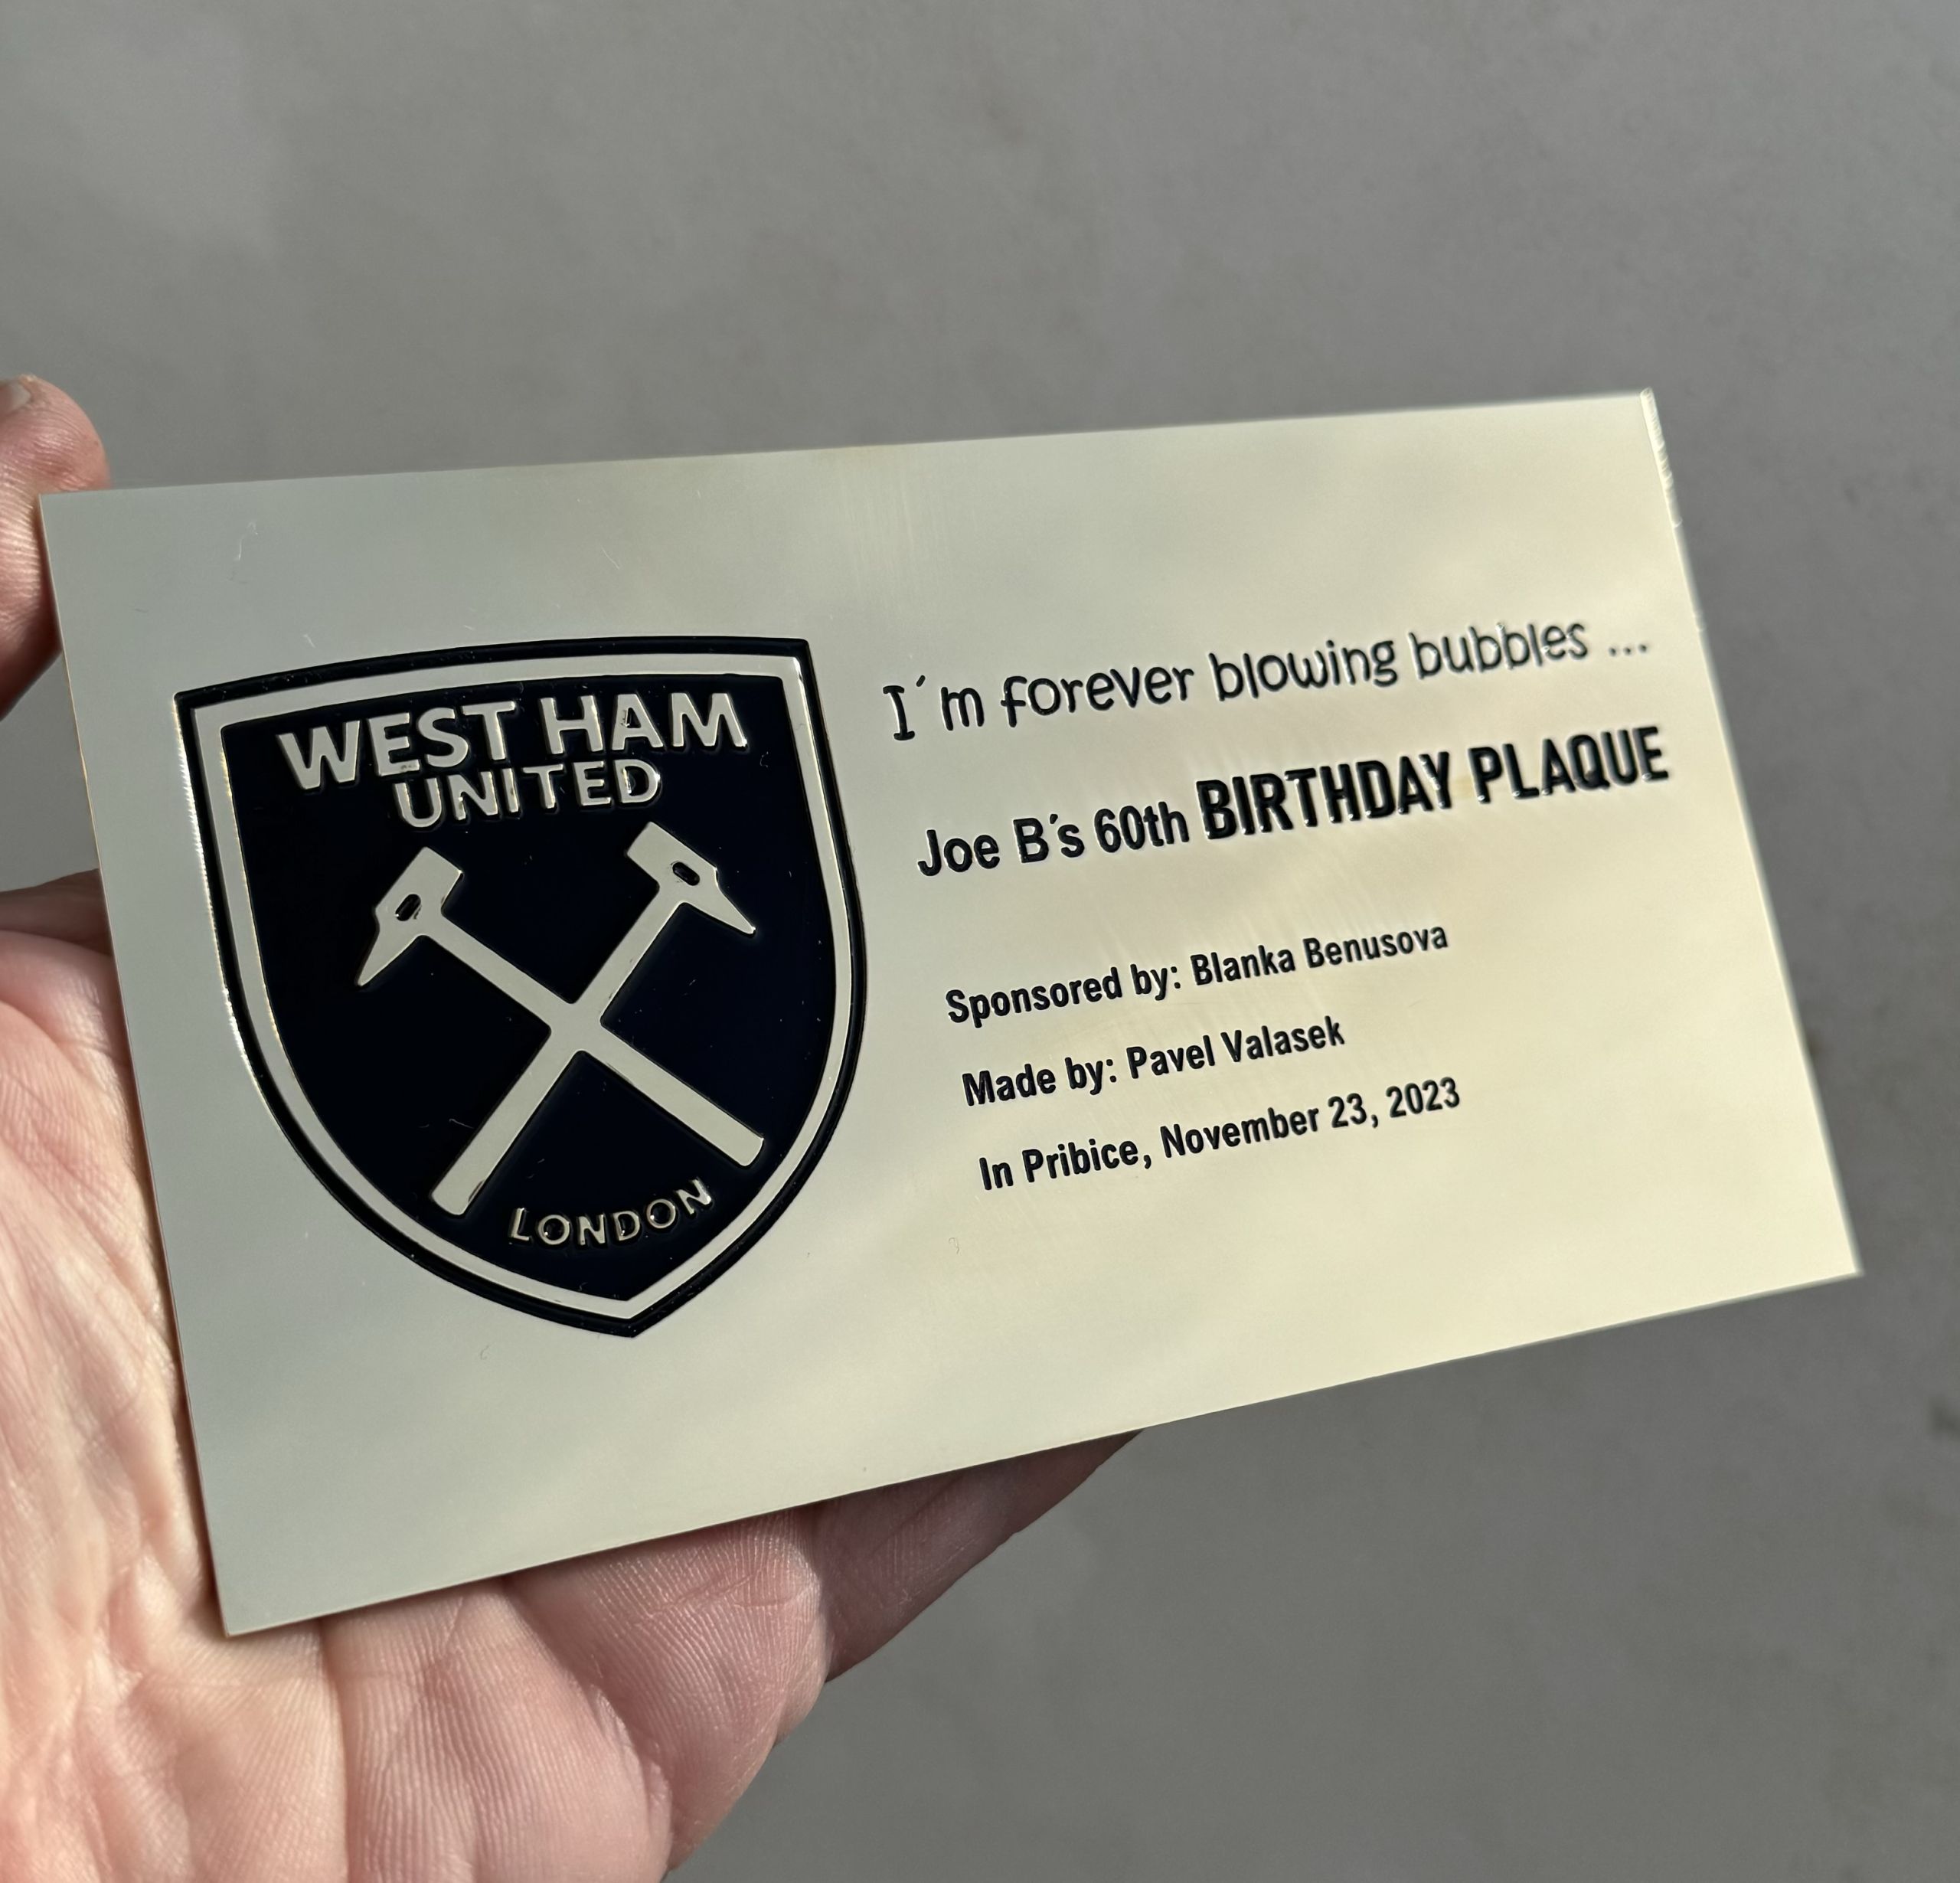 WEST HAM
UNITED
LONDON
I´m forever blowing bubbles ...
Joe B´s 60th BIRTHDAY PLAQUE
Sponsored by: Blanka Benusova
Made by: Pavel Valasek
In Pribice, November 23, 2023